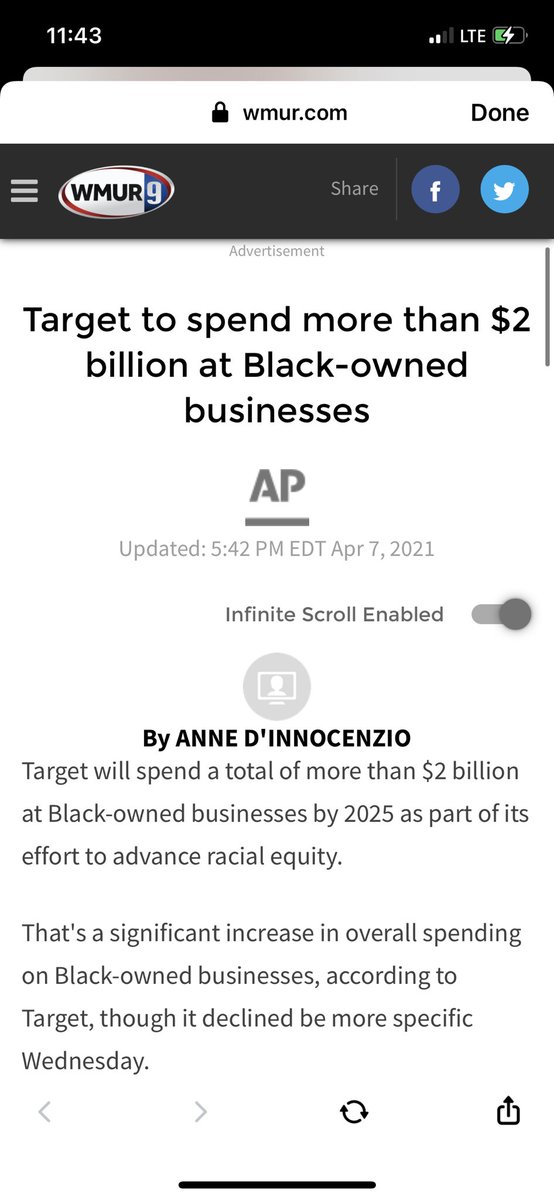 11:43
LTE
wmur.com
Done
WMUR9
Share
Advertisement
Target to spend more than $2
billion at Black-owned
businesses
AP
Updated: 5:42 PM EDT Apr 7, 2021
Infinite Scroll Enabled
By ANNE D'INNOCENZIO
Target will spend a total of more than $2 billion
at Black-owned businesses by 2025 as part of its
effort to advance racial equity.
That's a significant increase in overall spending
on Black-owned businesses, according to
Target, though it declined be more specific
Wednesday.